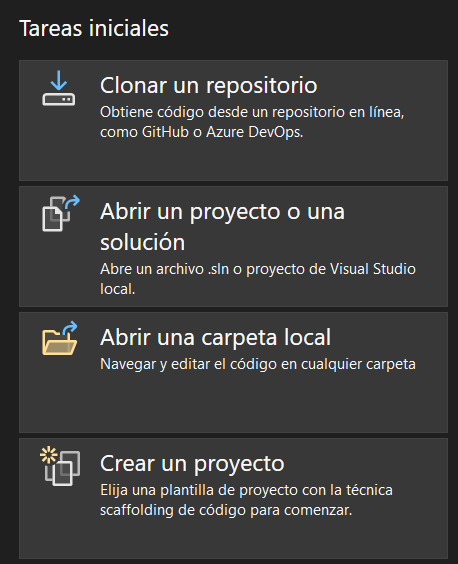 Tareas iniciales
Clonar un repositorio
Obtiene código desde un repositorio en línea,
como GitHub o Azure DevOps.
Abrir un proyecto o una
solución
Abre un archivo .sln o proyecto de Visual Studio
local.
Abrir una carpeta local
Navegar y editar el código en cualquier carpeta
Crear un proyecto
Elija una plantilla de proyecto con la técnica
scaffolding de código para comenzar.